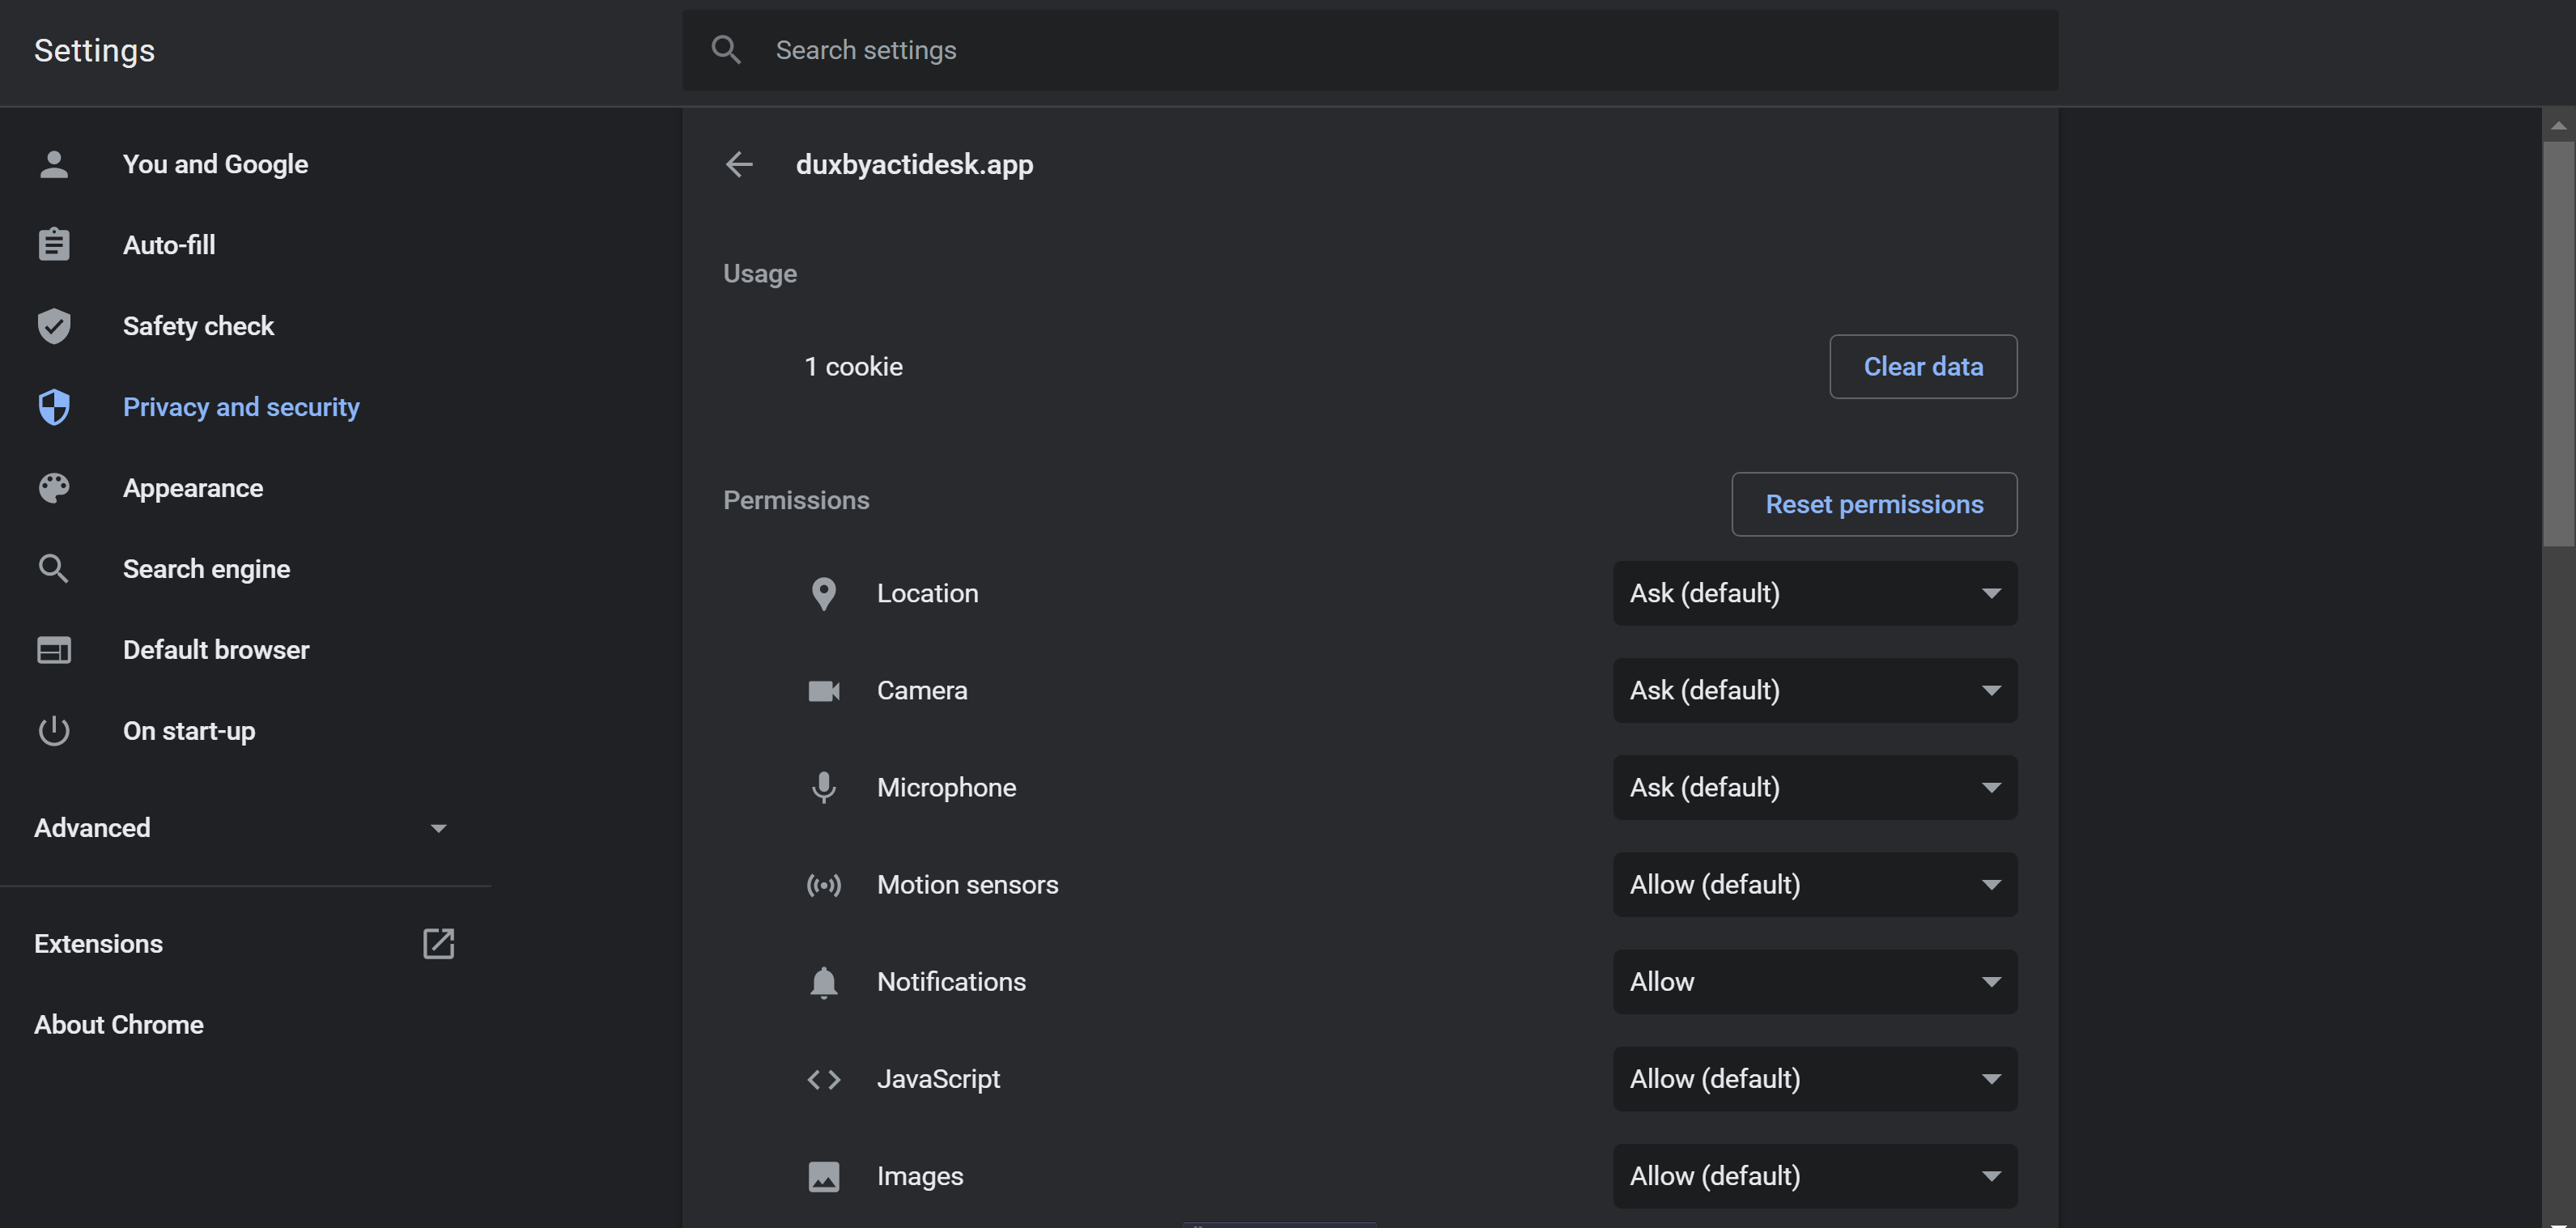 Settings
Search settings
You and Google
Auto-fill
Safety check
Privacy and security
Appearance
Search engine
Default browser
On start-up
Advanced
Extensions
About Chrome
duxbyactidesk.app
Usage
1 cookie
Clear data
Permissions
Reset permissions
Location
Ask (default)
Camera
Ask (default)
Microphone
Ask (default)
Motion sensors
Allow (default)
Notifications
Allow
JavaScript
Allow (default)
Images
Allow (default)